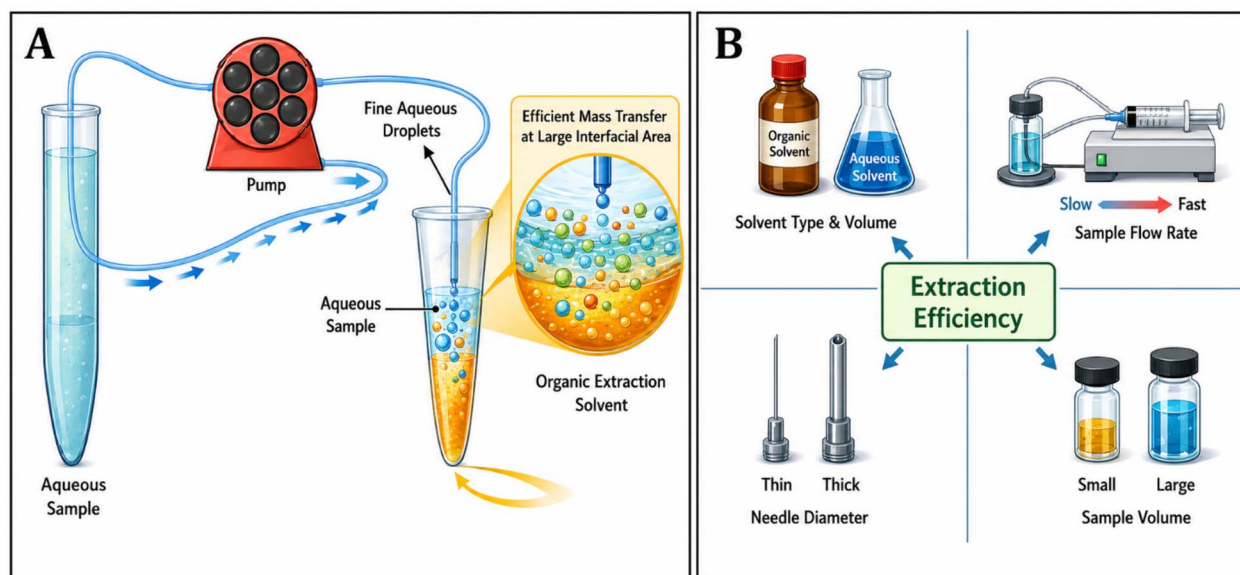 A
Pump
Fine Aqueous
Droplets
Efficient Mass Transfer
at Large Interfacial Area
Aqueous
Sample
Organic Extraction
Solvent
Aqueous
Sample
B
Organic
Solvent
Aqueous
Solvent
Solvent Type & Volume
Slow
Fast
Sample Flow Rate
Extraction
Efficiency
Thin
Thick
Needle Diameter
Small
Large
Sample Volume